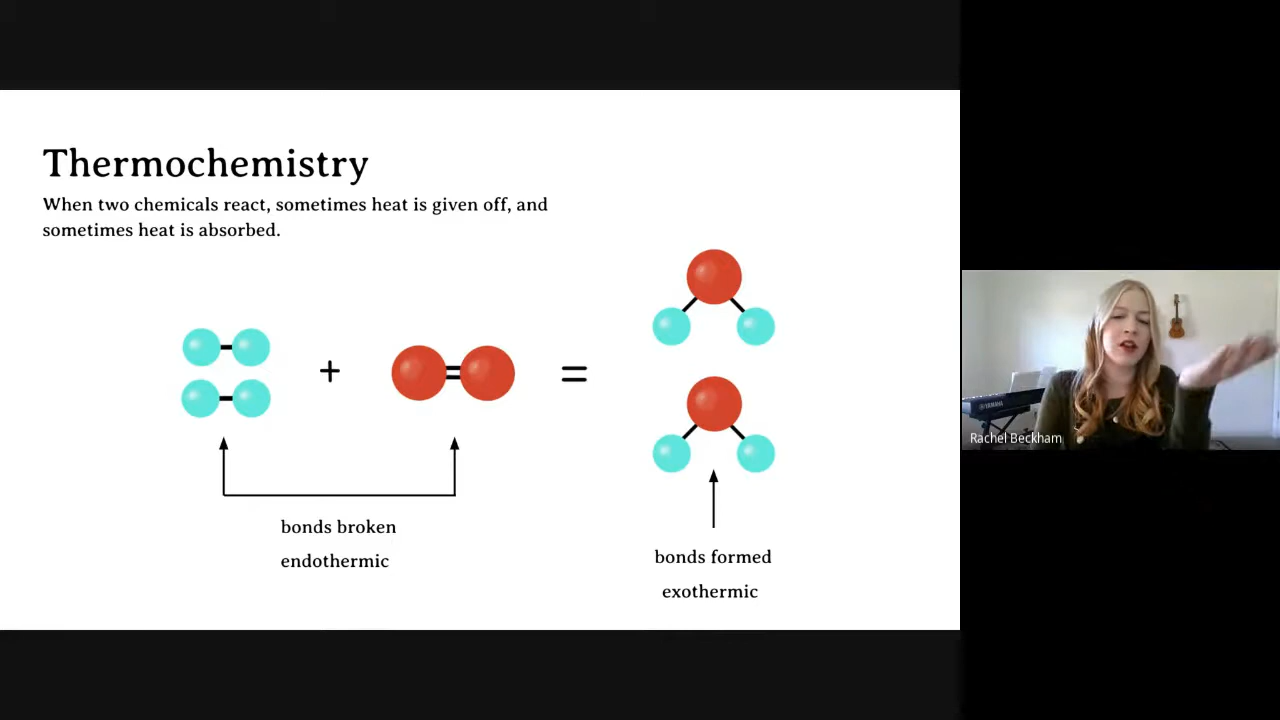 Thermochemistry
When two chemicals react, sometimes heat is given off, and
sometimes heat is absorbed.
+
=
bonds broken
endothermic
bonds formed
exothermic
YAMAHA
Rachel Beckham